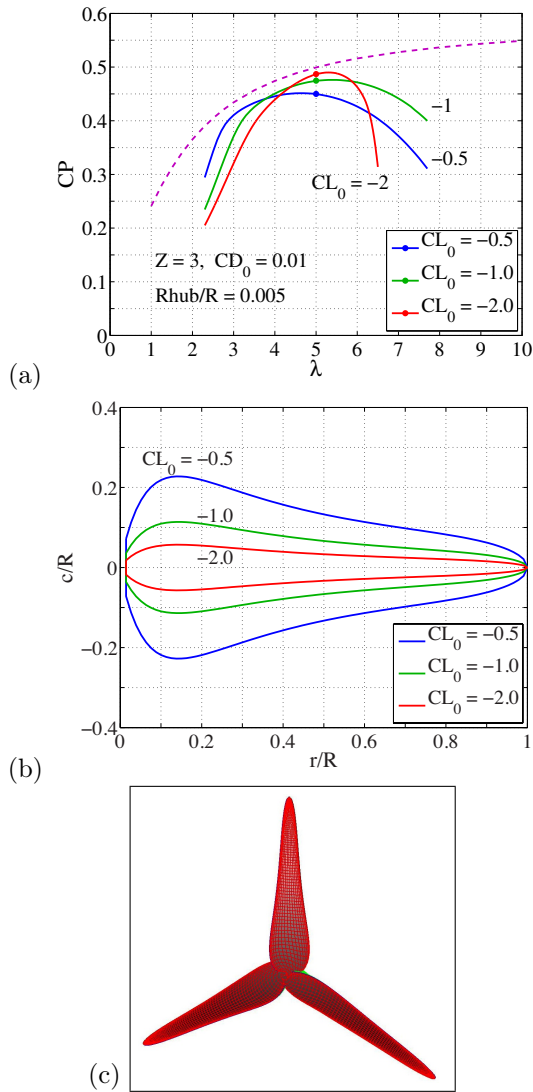 0.6
0.5
0.4
0.3
0.2
0.1
0
CP
−1
−0.5
CL₀ = −2
Z = 3, CD₀ = 0.01
Rhub/R = 0.005
CL₀ = −0.5
CL₀ = −1.0
CL₀ = −2.0
0 1 2 3 4 5 6 7 8 9 10
λ
(a)
0.4
0.2
0
−0.2
−0.4
c/R
CL₀ = −0.5
−1.0
−2.0
CL₀ = −0.5
CL₀ = −1.0
CL₀ = −2.0
0 0.2 0.4 0.6 0.8 1
r/R
(b)
(c)